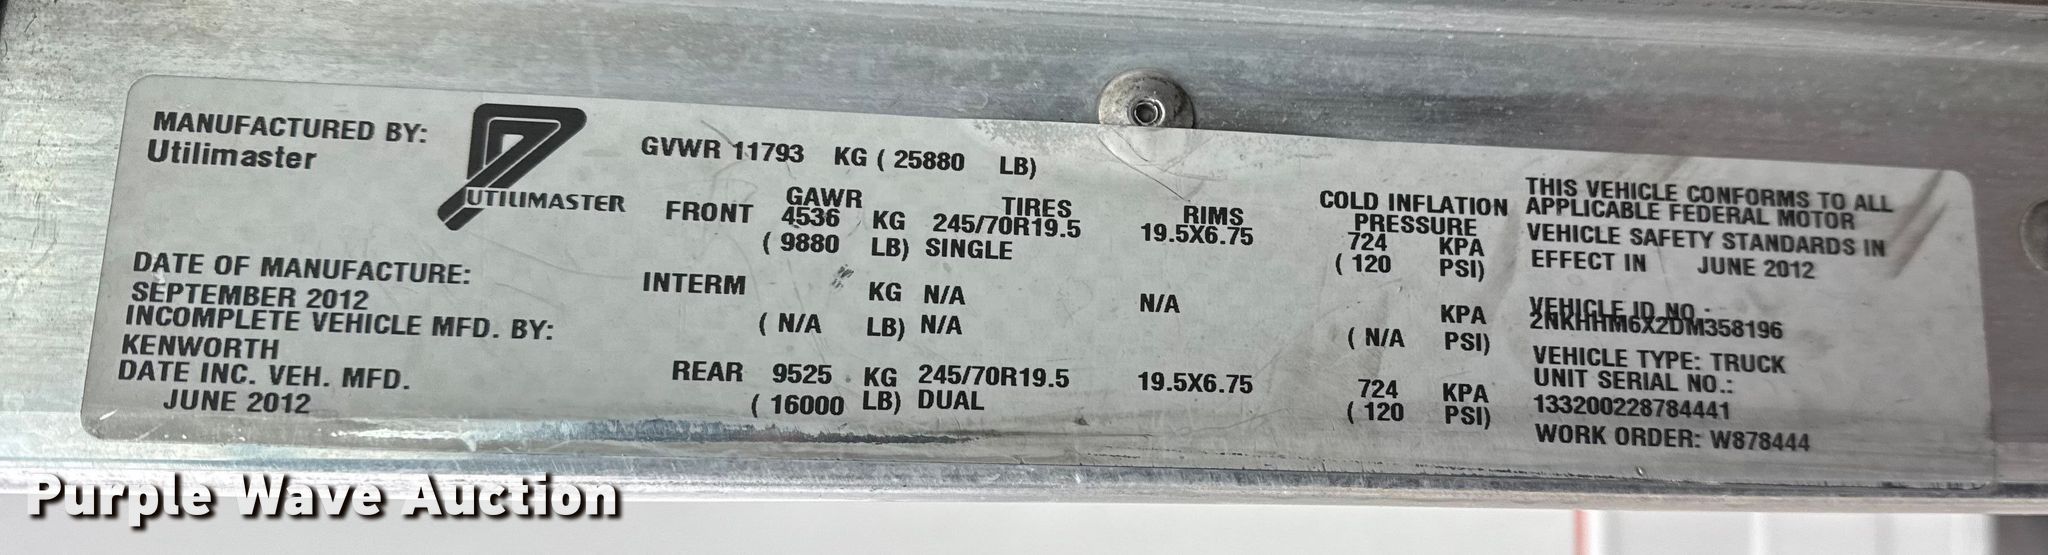 MANUFACTURED BY:
Utilimaster
UTILIMASTER
DATE OF MANUFACTURE:
SEPTEMBER 2012
INCOMPLETE VEHICLE MFD. BY:
KENWORTH
DATE INC. VEH. MFD.
JUNE 2012
GVWR 11793 KG ( 25880 LB)
GAWR TIRES RIMS COLD INFLATION PRESSURE
FRONT 4536 KG 245/70R19.5 19.5X6.75 724 KPA
( 9880 LB) SINGLE ( 120 PSI)
INTERM KG N/A N/A KPA
( N/A LB) N/A ( N/A PSI)
REAR 9525 KG 245/70R19.5 19.5X6.75 724 KPA
( 16000 LB) DUAL ( 120 PSI)
THIS VEHICLE CONFORMS TO ALL
APPLICABLE FEDERAL MOTOR
VEHICLE SAFETY STANDARDS IN
EFFECT IN JUNE 2012
VEHICLE ID NO.:
2NKHHM6X2DM358196
VEHICLE TYPE: TRUCK
UNIT SERIAL NO.:
133200228784441
WORK ORDER: W878444
Purple Wave Auction